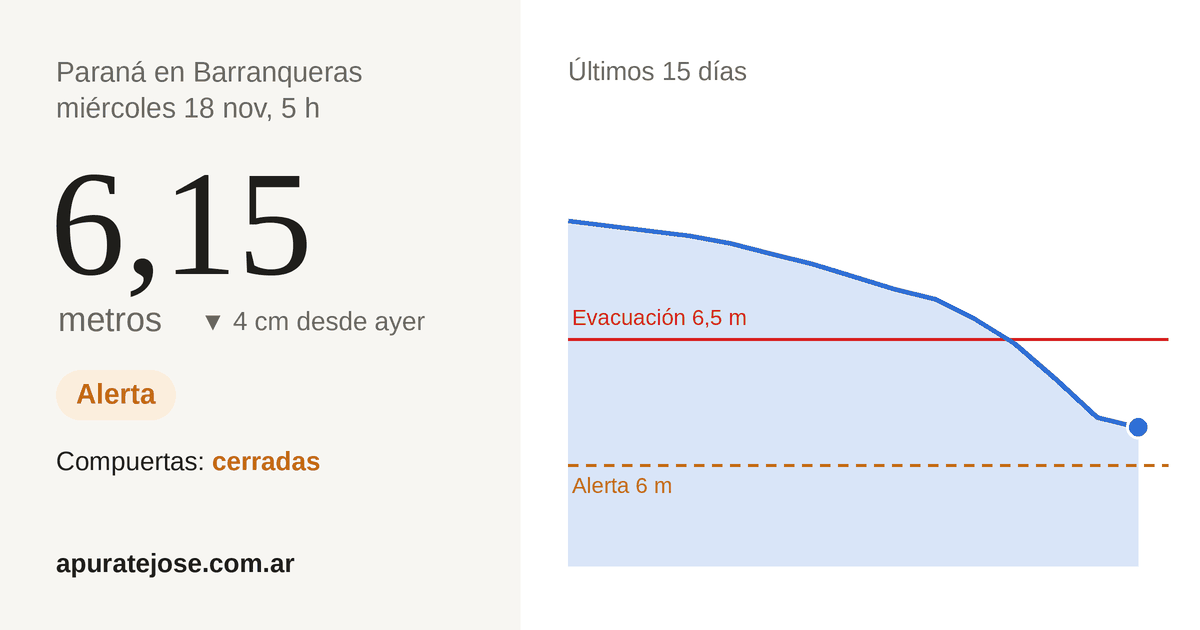 Paraná en Barranqueras
miércoles 18 nov, 5 h
6,15
metros ▼ 4 cm desde ayer
Alerta
Compuertas: cerradas
apuratejose.com.ar
Últimos 15 días
Evacuación 6,5 m
Alerta 6 m